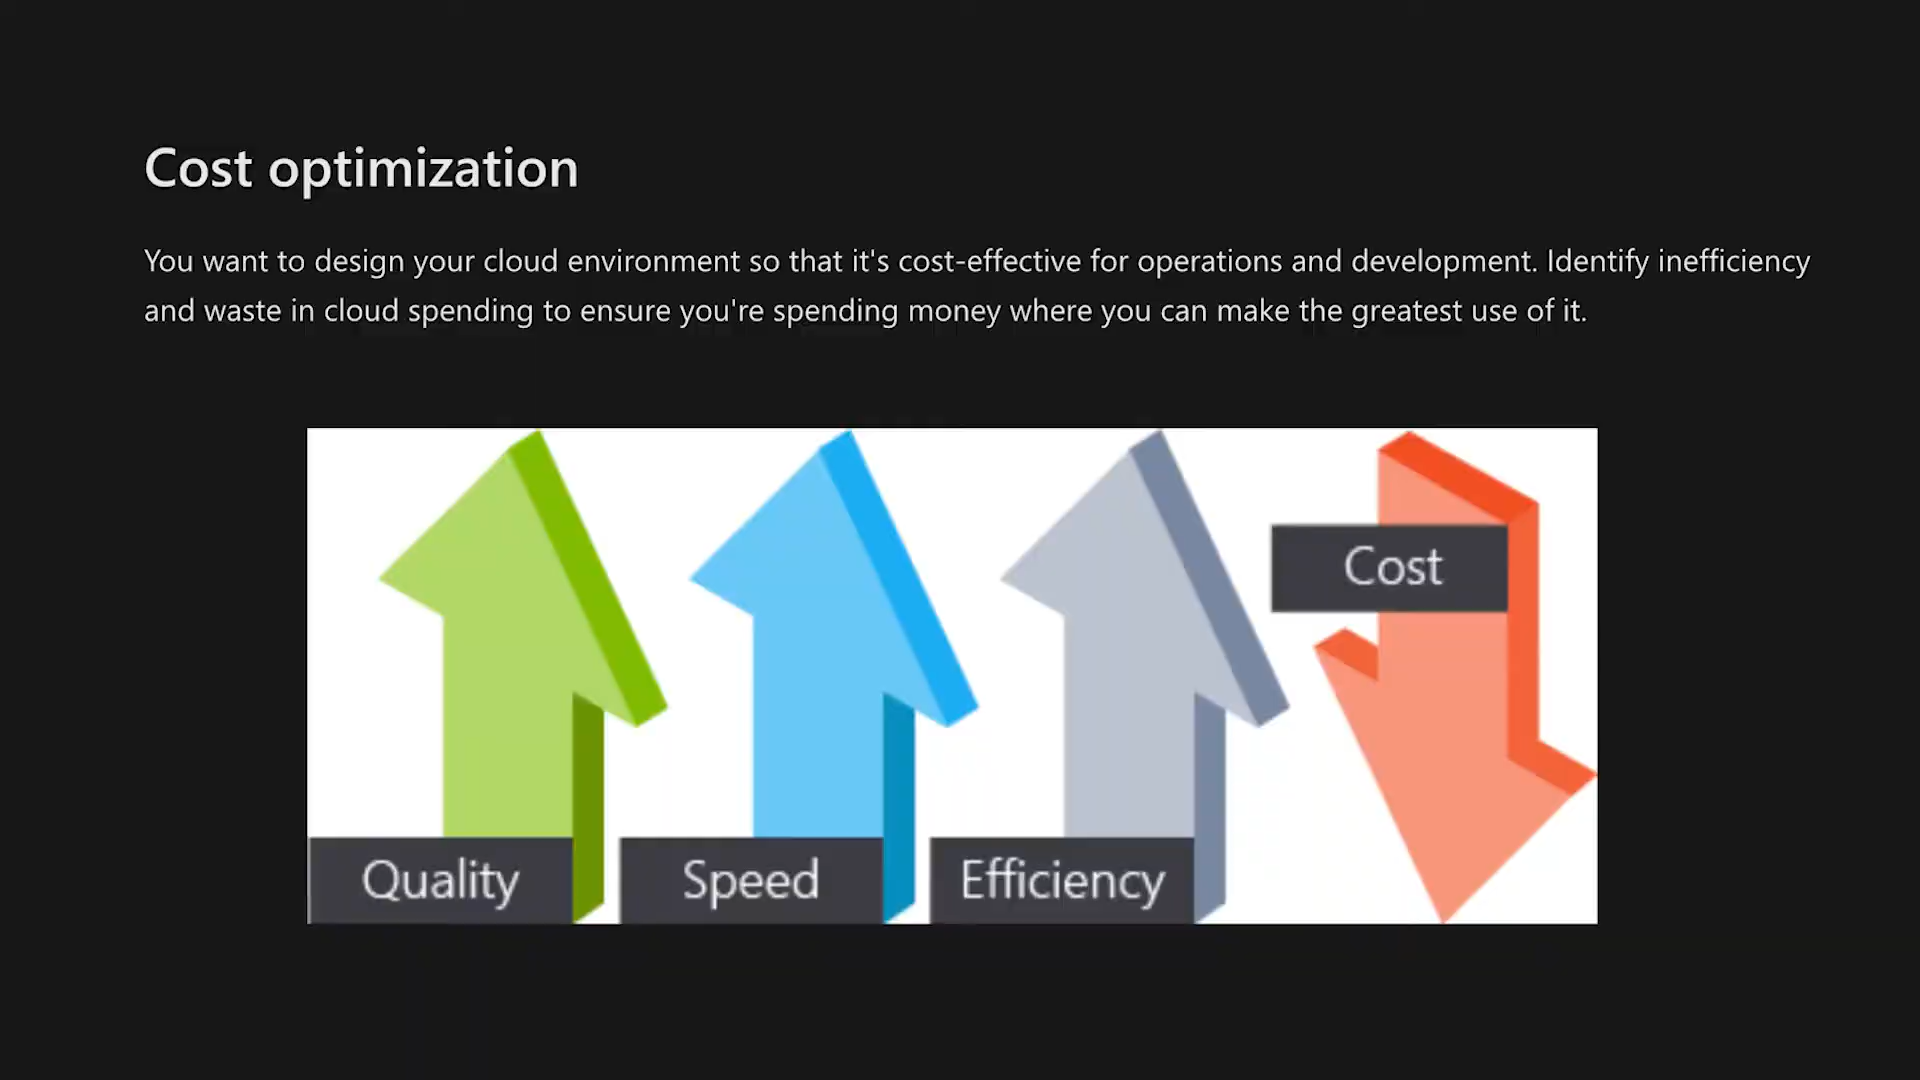 Cost optimization
You want to design your cloud environment so that it's cost-effective for operations and development. Identify inefficiency
and waste in cloud spending to ensure you're spending money where you can make the greatest use of it.
Cost
Quality
Speed
Efficiency